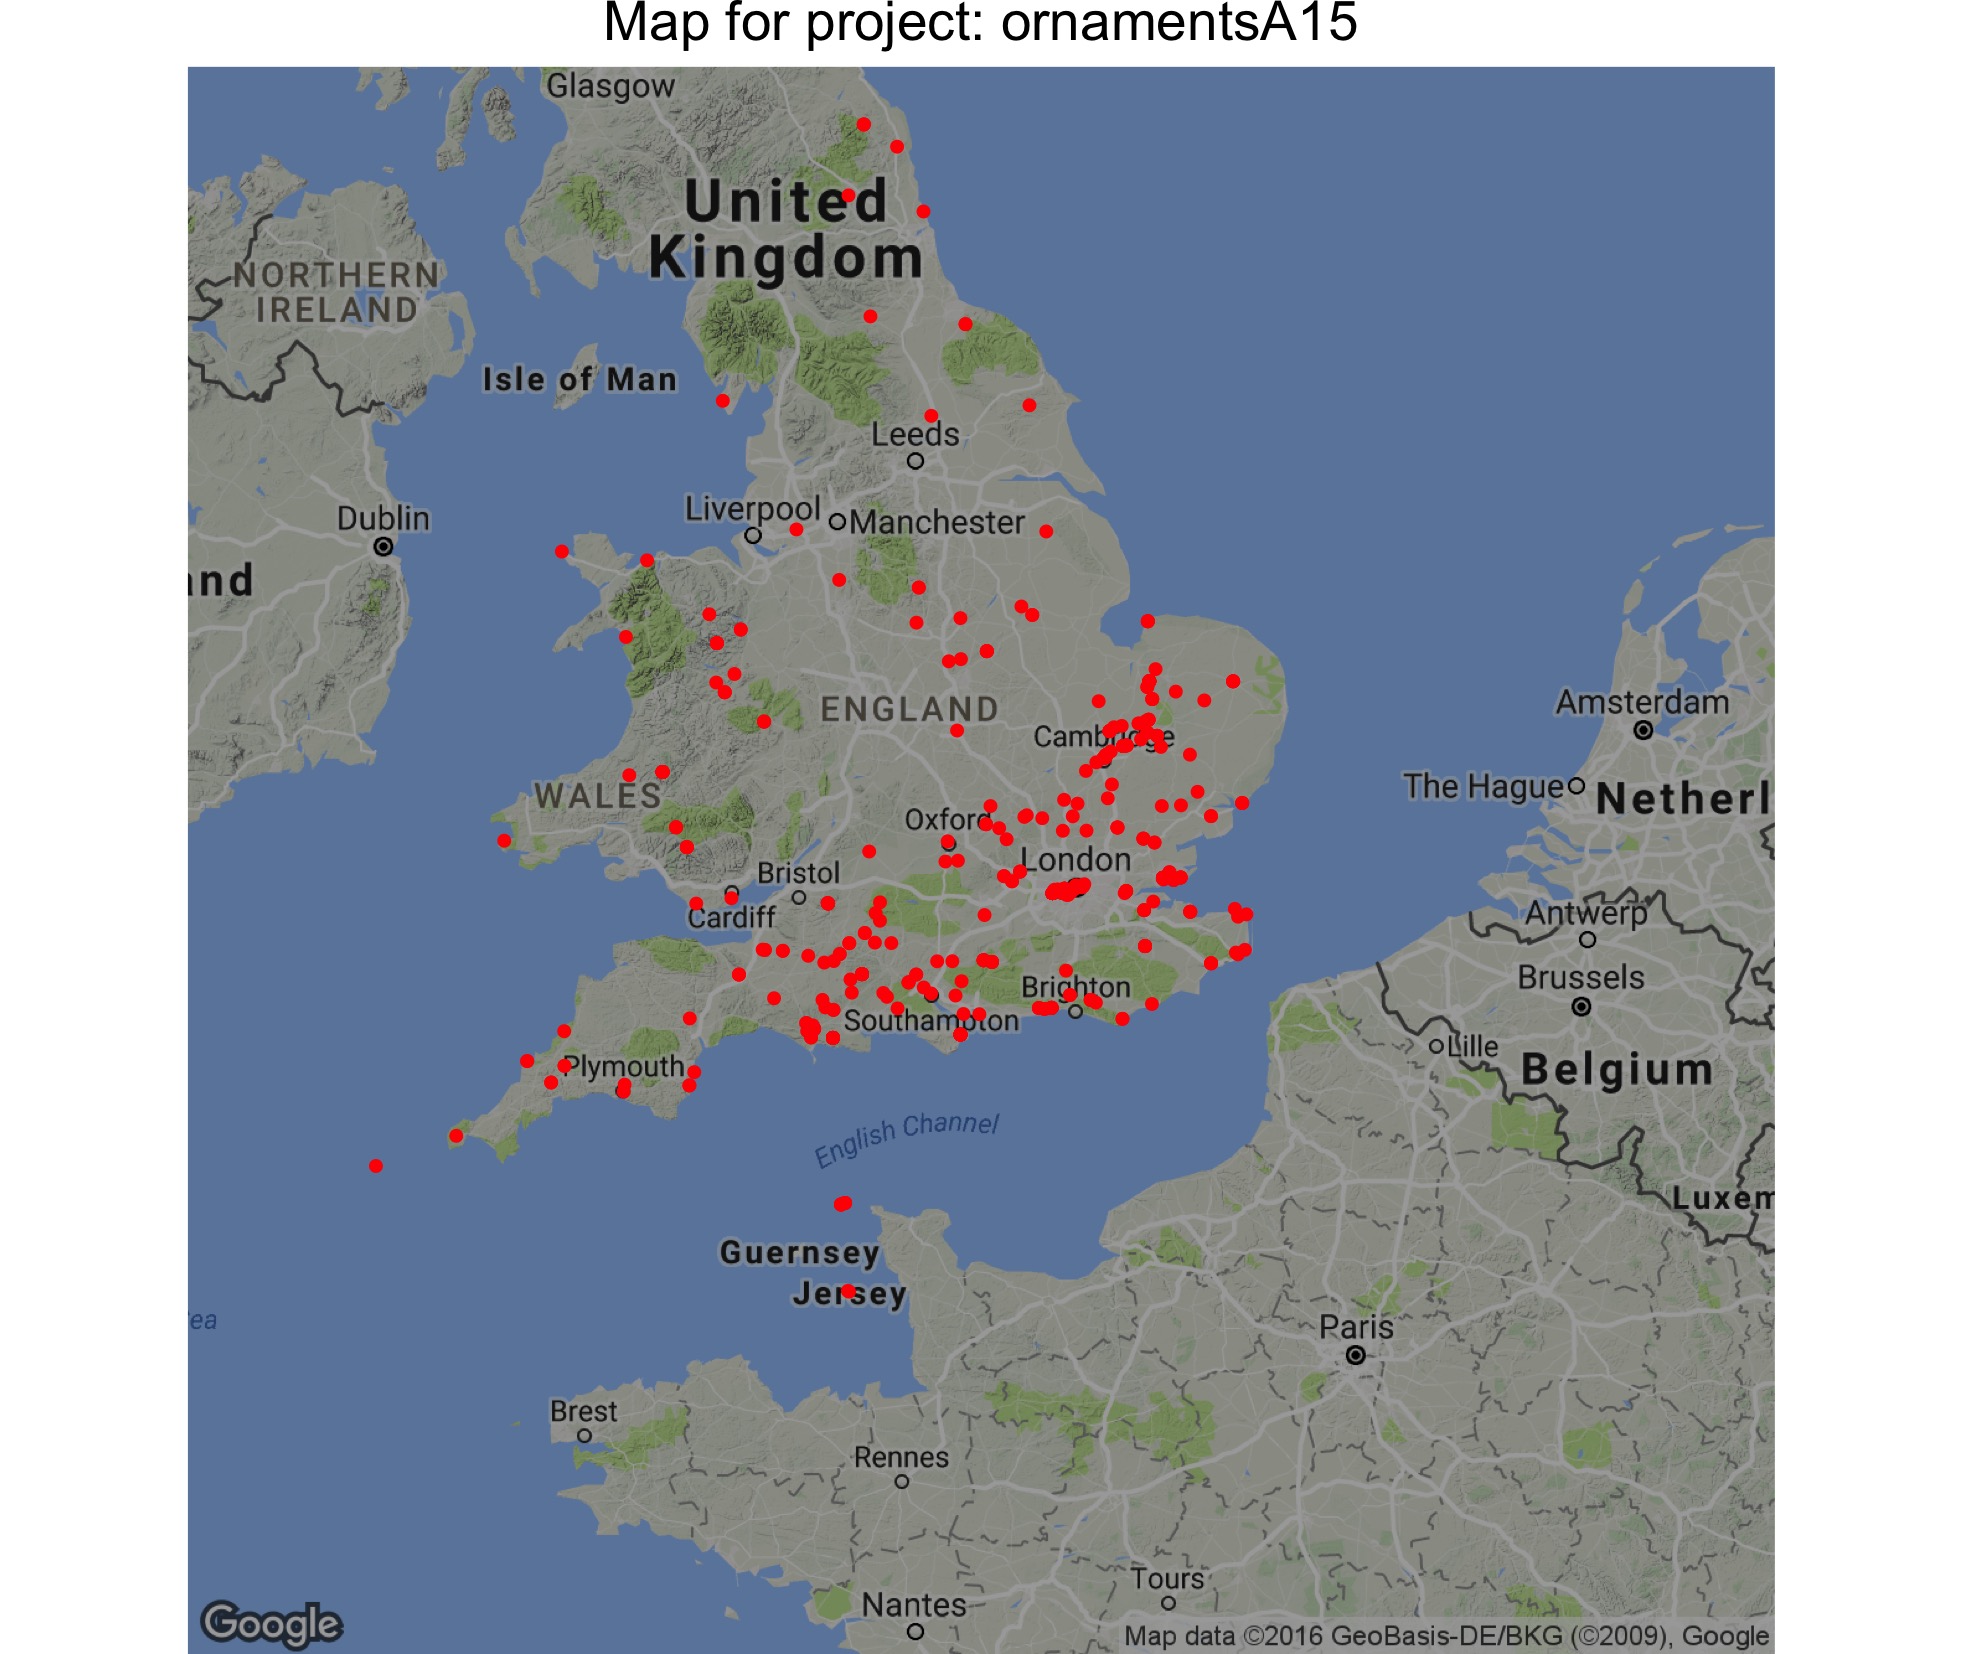 Map for project: ornamentsA15
Glasgow
United
Kingdom
NORTHERN
IRELAND
Isle of Man
Leeds
Liverpool
Manchester
Dublin
and
ENGLAND
Cambridge
Amsterdam
The Hague
Netherl
WALES
Oxford
London
Bristol
Cardiff
Antwerp
Brussels
Brighton
Southampton
Lille
Belgium
Plymouth
English Channel
Luxem
Guernsey
Jersey
ea
Paris
Brest
Rennes
Tours
Nantes
Google
Map data ©2016 GeoBasis-DE/BKG (©2009), Google